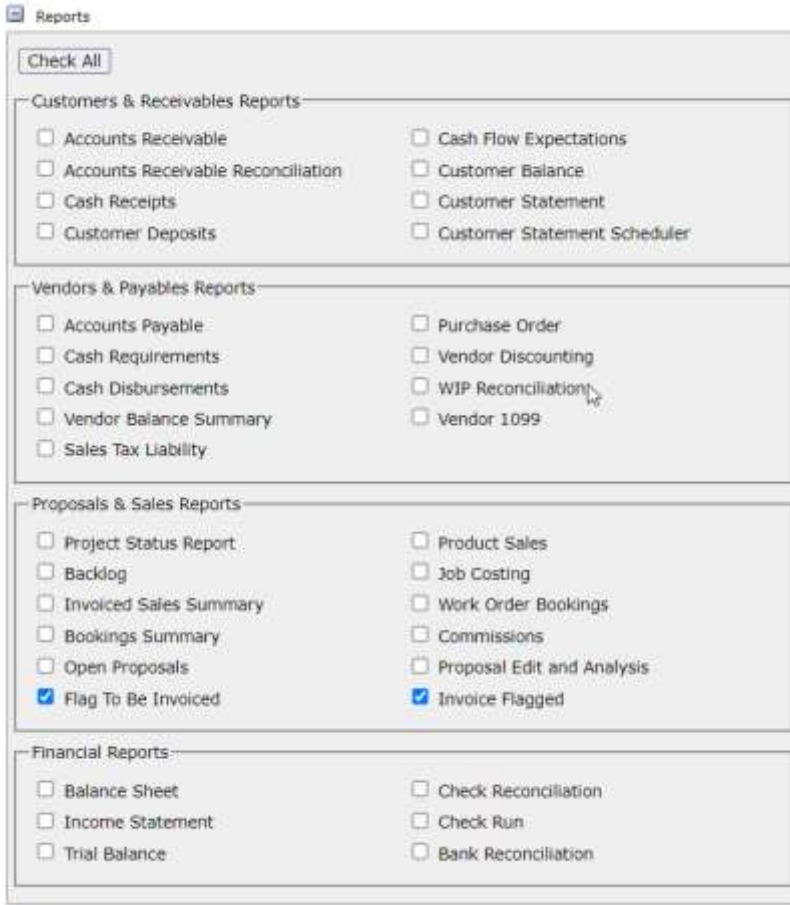 Reports
Check All
Customers & Receivables Reports
Accounts Receivable
Cash Flow Expectations
Accounts Receivable Reconciliation
Customer Balance
Cash Receipts
Customer Statement
Customer Deposits
Customer Statement Scheduler
Vendors & Payables Reports
Accounts Payable
Purchase Order
Cash Requirements
Vendor Discounting
Cash Disbursements
WIP Reconciliation
Vendor Balance Summary
Vendor 1099
Sales Tax Liability
Proposals & Sales Reports
Project Status Report
Product Sales
Backlog
Job Costing
Invoiced Sales Summary
Work Order Bookings
Bookings Summary
Commissions
Open Proposals
Proposal Edit and Analysis
Flag To Be Invoiced
Invoice Flagged
Financial Reports
Balance Sheet
Check Reconciliation
Income Statement
Check Run
Trial Balance
Bank Reconciliation